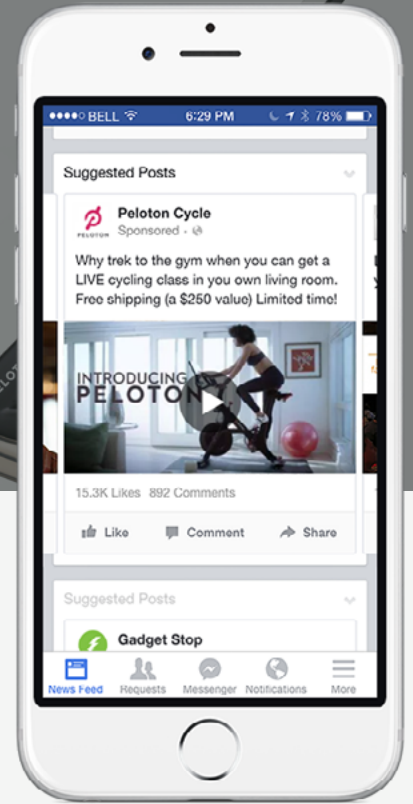 BELL 6:29 PM 78%
Suggested Posts
Peloton Cycle
PELOTON
Sponsored ·
Why trek to the gym when you can get a
LIVE cycling class in you own living room.
Free shipping (a $250 value) Limited time!
INTRODUCING
PELOTON
15.3K Likes 892 Comments
Like Comment Share
Suggested Posts
Gadget Stop
News Feed Requests Messenger Notifications More